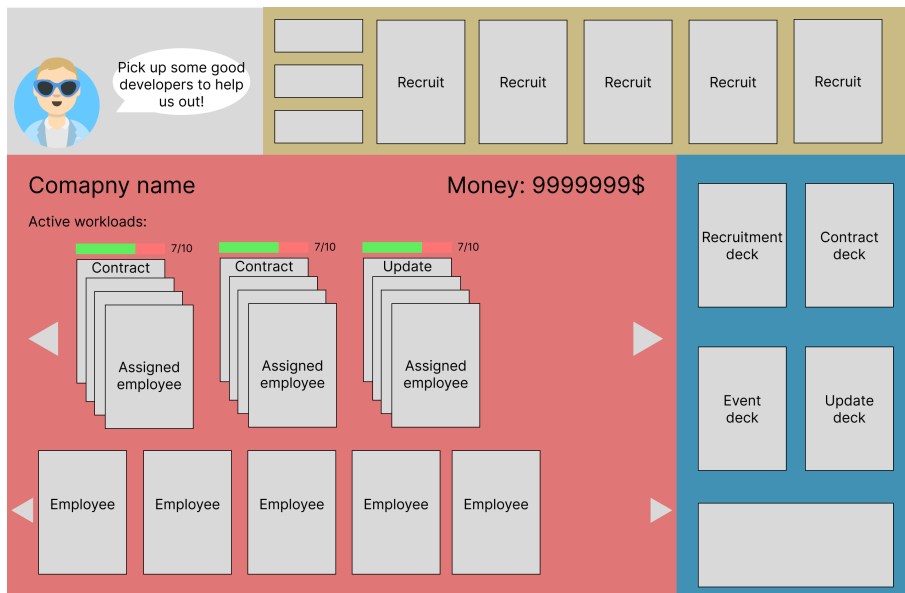 Pick up some good
developers to help
us out!
Recruit
Recruit
Recruit
Recruit
Recruit
Comapny name
Money: 9999999$
Active workloads:
7/10
7/10
7/10
Contract
Contract
Update
Assigned
employee
Assigned
employee
Assigned
employee
Employee
Employee
Employee
Employee
Employee
Recruitment
deck
Contract
deck
Event
deck
Update
deck